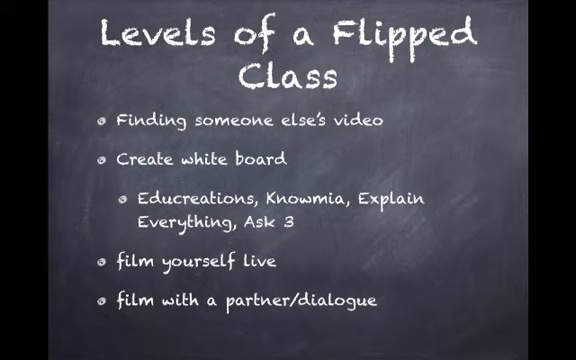 Levels of a Flipped
Class
Finding someone else's video
Create white board
Educreations, Knowmia, Explain
Everything, Ask 3
film yourself live
film with a partner/dialogue